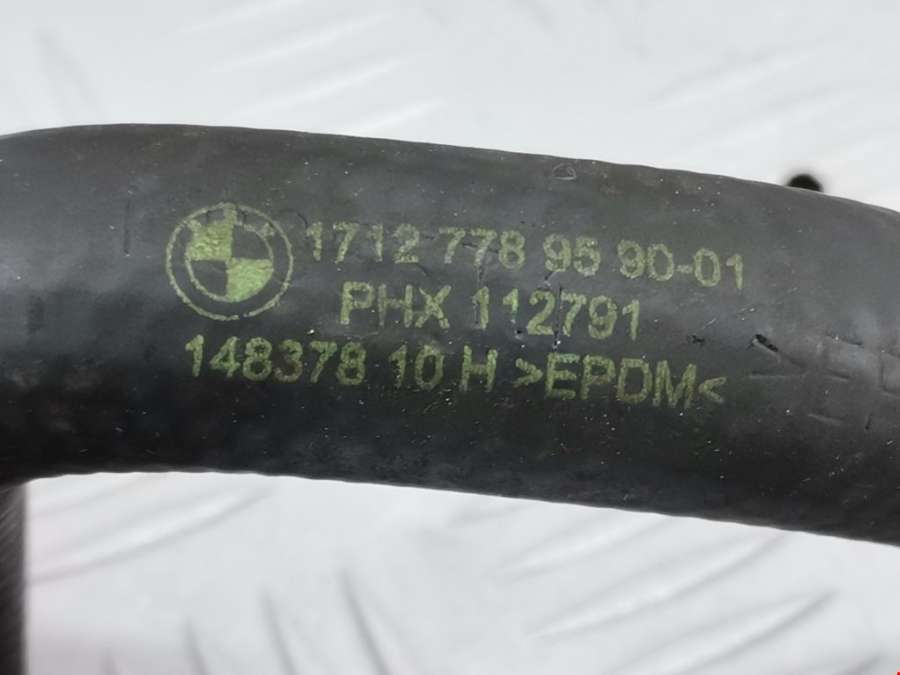 1712 778 95 90-01
PHX 112791
148378 10 H >EPDM<